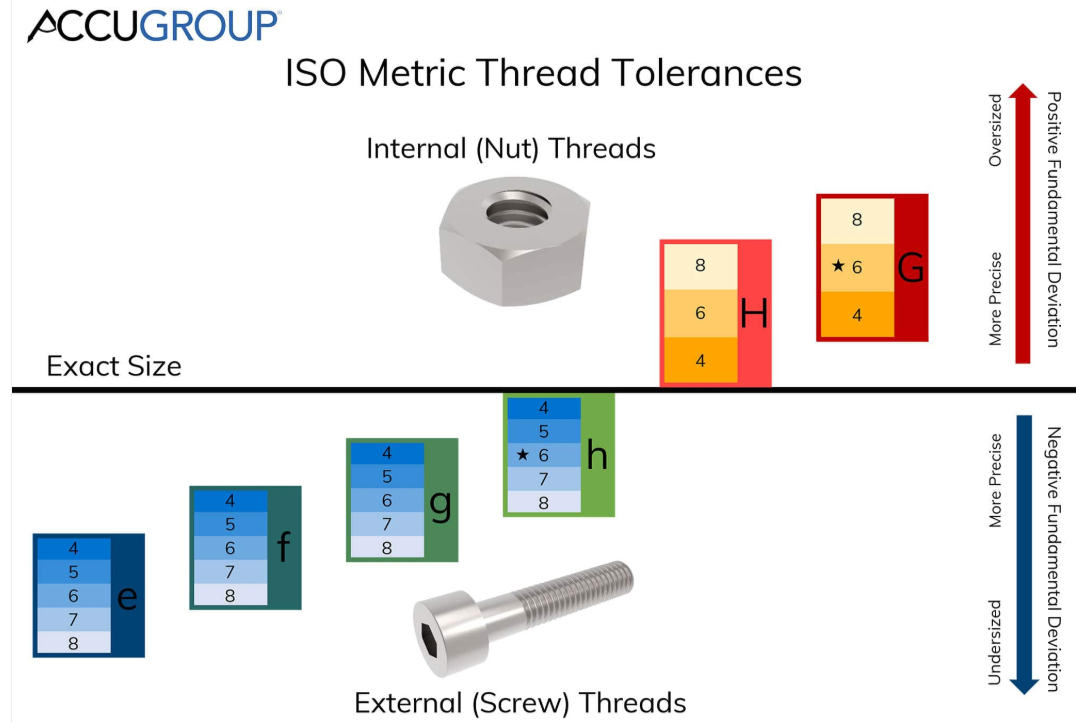 ACCUGROUP
ISO Metric Thread Tolerances
Internal (Nut) Threads
Oversized
More Precise
Positive Fundamental Deviation
8
★ 6
4
G
8
6
4
H
Exact Size
4
5
★ 6
7
8
h
4
5
6
7
8
g
4
5
6
7
8
f
4
5
6
7
8
e
More Precise
Undersized
Negative Fundamental Deviation
External (Screw) Threads